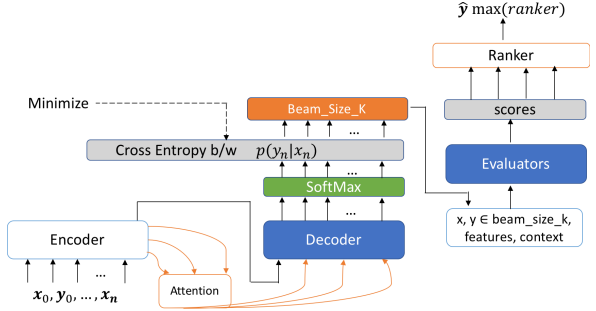 ŷ max(ranker)
Ranker
scores
Evaluators
x, y ∈ beam_size_k,
features, context
Minimize
Beam_Size_K
...
Cross Entropy b/w p(yₙ|xₙ)
...
SoftMax
...
Encoder
Decoder
...
Attention
x₀, y₀, ..., xₙ